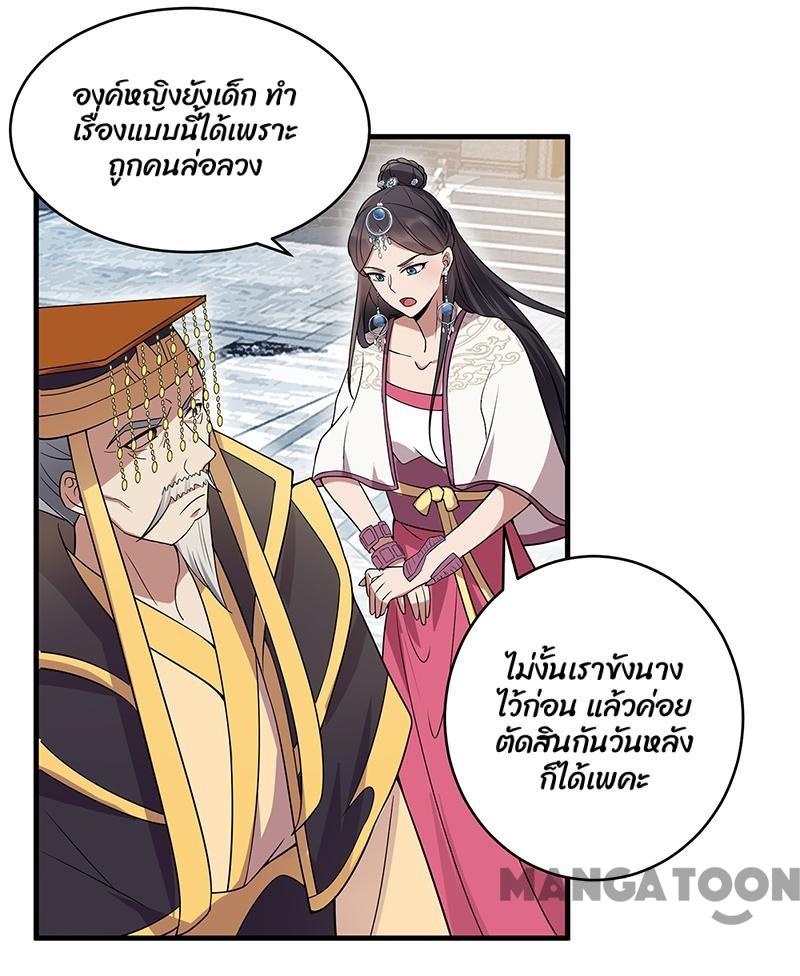 องค์หญิงยังเด็ก ทำ
เรื่องแบบนี้ได้เพราะ
ถูกคนล่อลวง
ไม่งั้นเราขังนาง
ไว้ก่อน แล้วค่อย
ตัดสินกันวันหลัง
ก็ได้เพคะ
MANGATOON